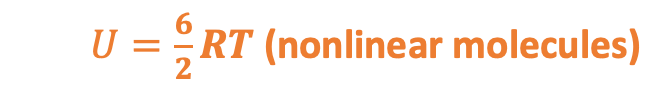 U = 6/2 RT (nonlinear molecules)